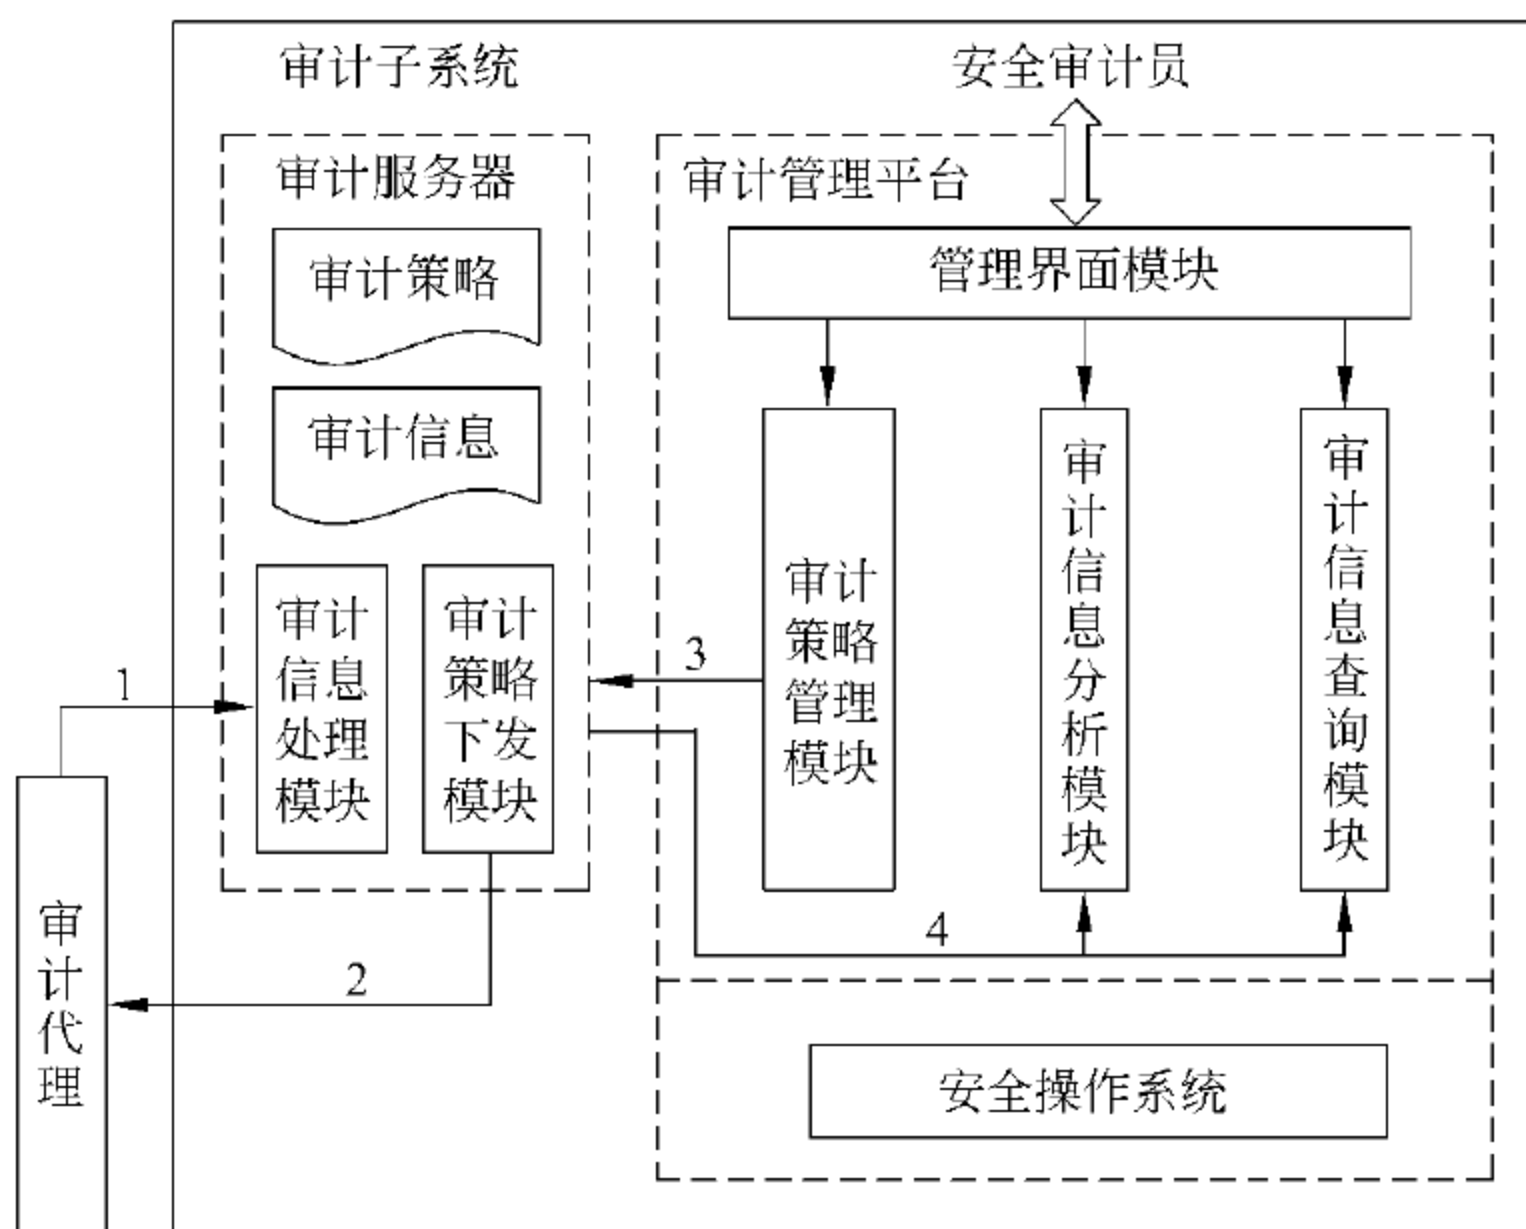 审计子系统
安全审计员
审计服务器
审计管理平台
审计策略
管理界面模块
审计信息
审计
信息
处理
模块
审计
策略
下发
模块
审计
策略
管理
模块
审计信息分析模块
审计信息查询模块
1
3
4
2
审计代理
安全操作系统